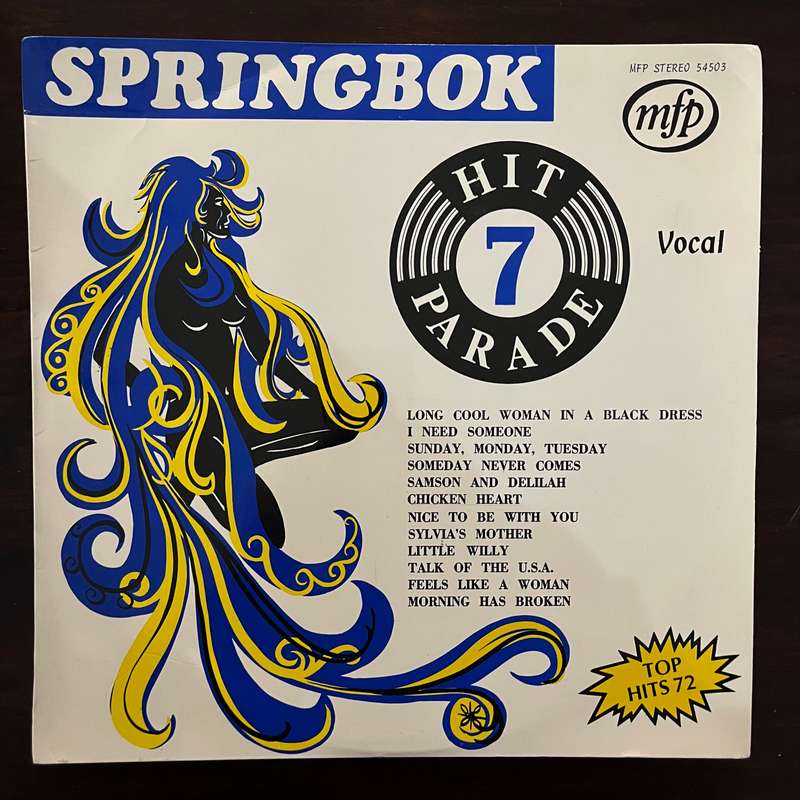 SPRINGBOK
MFP STEREO 54503
mfp
HIT
7
PARADE
Vocal
LONG COOL WOMAN IN A BLACK DRESS
I NEED SOMEONE
SUNDAY, MONDAY, TUESDAY
SOMEDAY NEVER COMES
SAMSON AND DELILAH
CHICKEN HEART
NICE TO BE WITH YOU
SYLVIA'S MOTHER
LITTLE WILLY
TALK OF THE U.S.A.
FEELS LIKE A WOMAN
MORNING HAS BROKEN
TOP
HITS 72